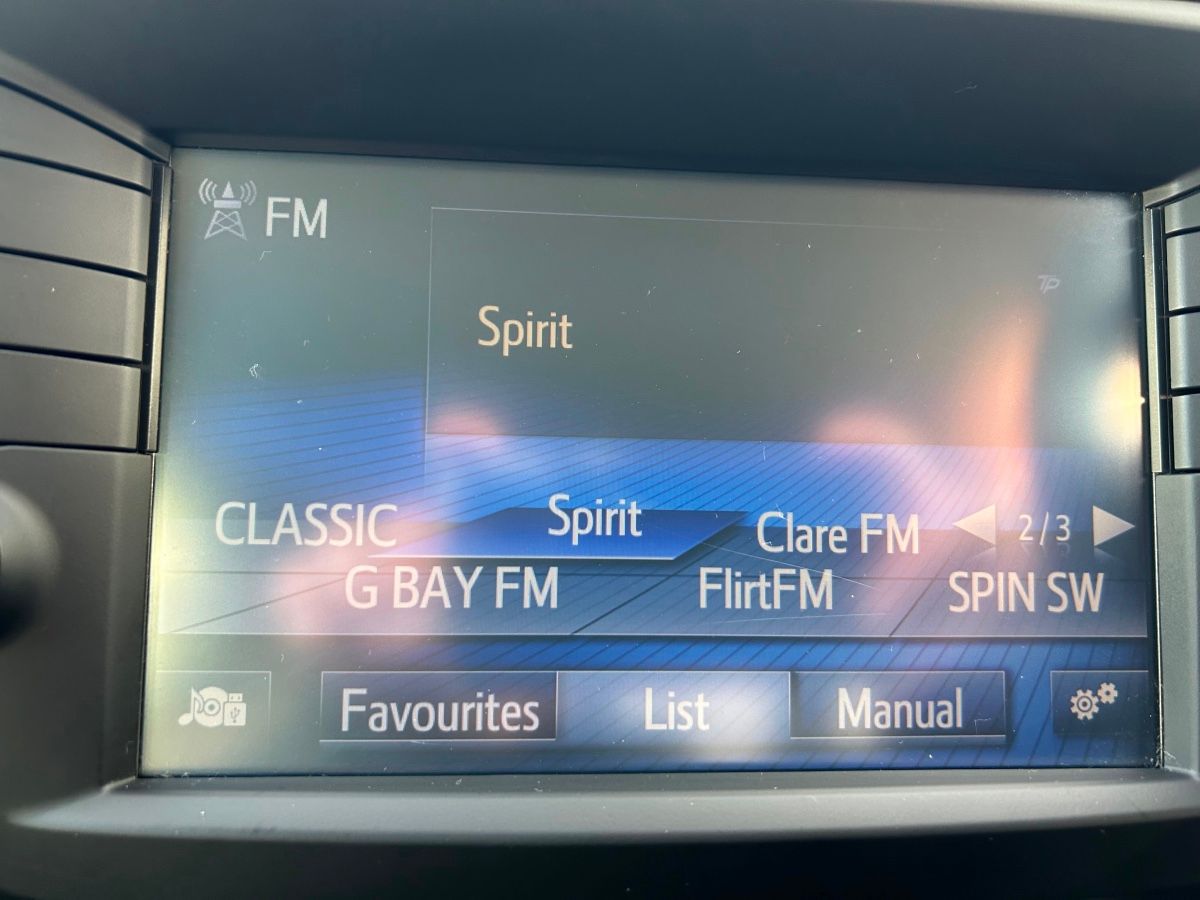 FM
TP
Spirit
CLASSIC Spirit Clare FM 2/3
G BAY FM FlirtFM SPIN SW
Favourites List Manual